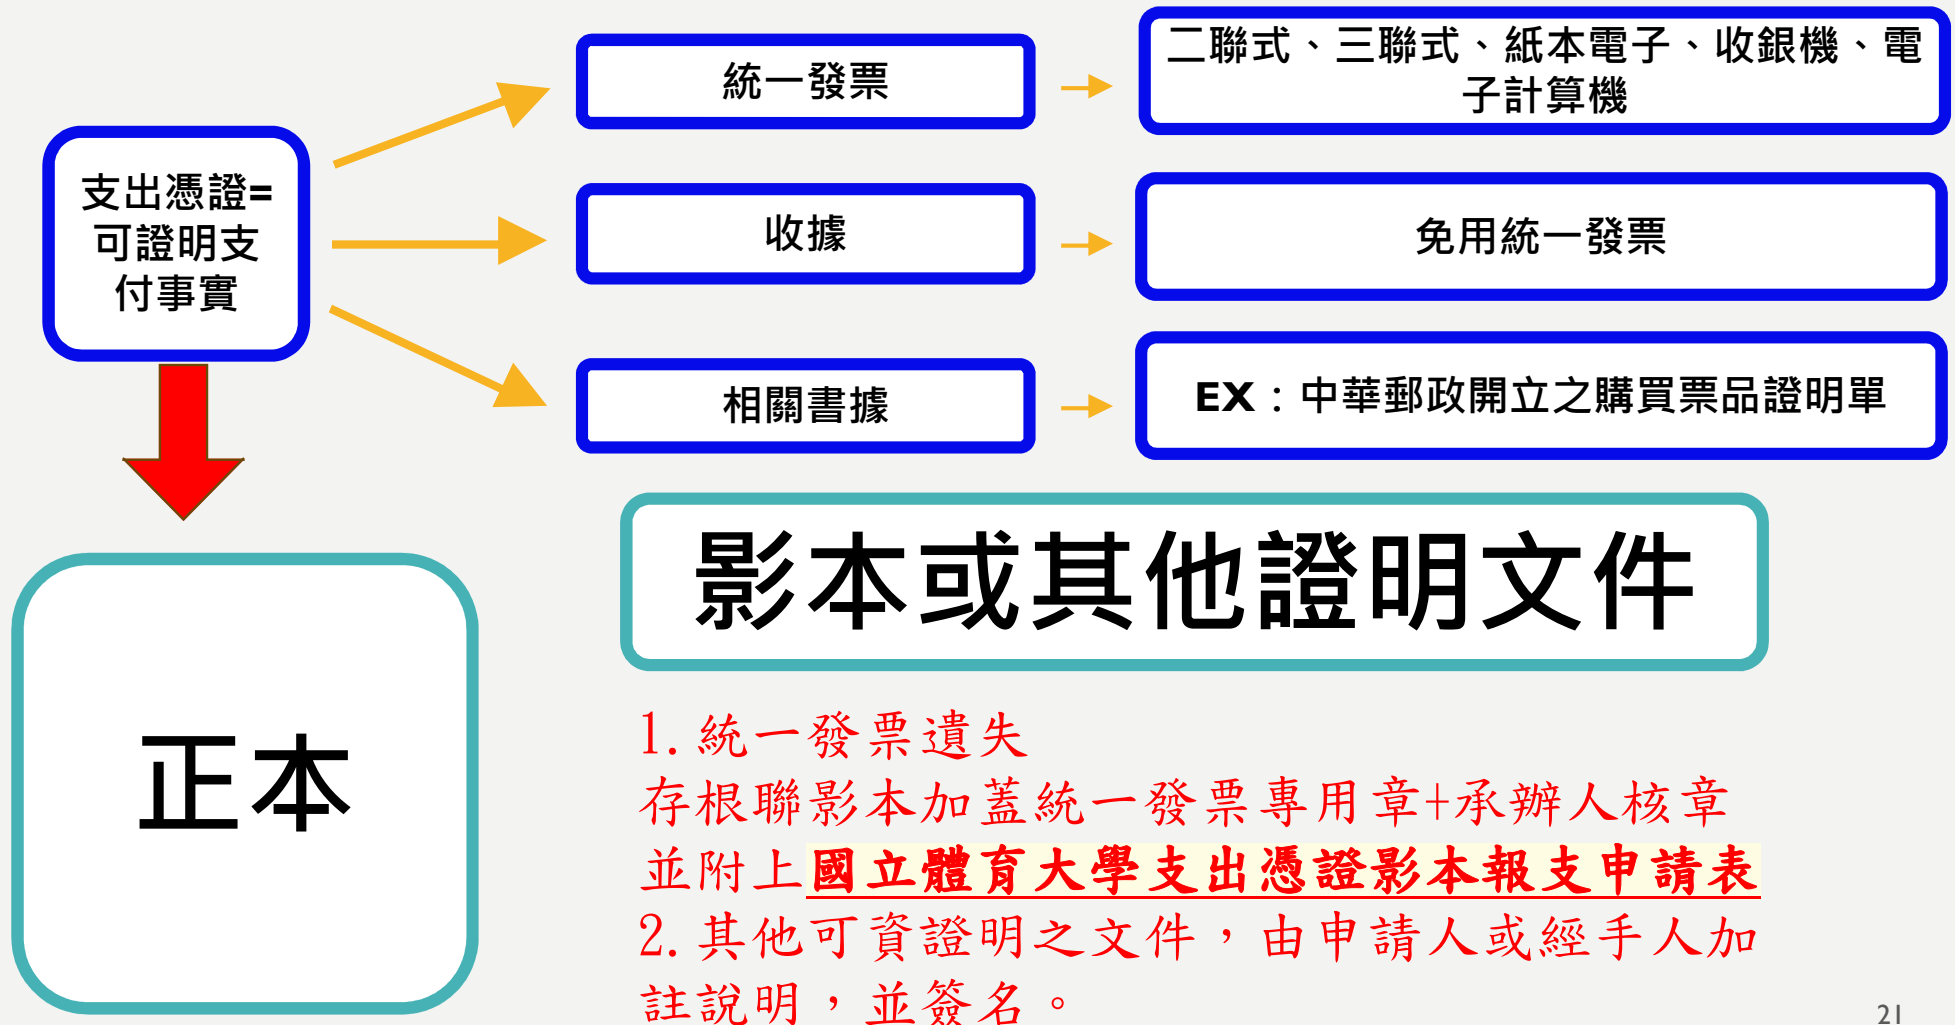 支出憑證=
可證明支
付事實
統一發票
二聯式、三聯式、紙本電子、收銀機、電
子計算機
收據
免用統一發票
相關書據
EX：中華郵政開立之購買票品證明單
正本
影本或其他證明文件
1.統一發票遺失
存根聯影本加蓋統一發票專用章+承辦人核章
並附上國立體育大學支出憑證影本報支申請表
2.其他可資證明之文件，由申請人或經手人加
註說明，並簽名。
21